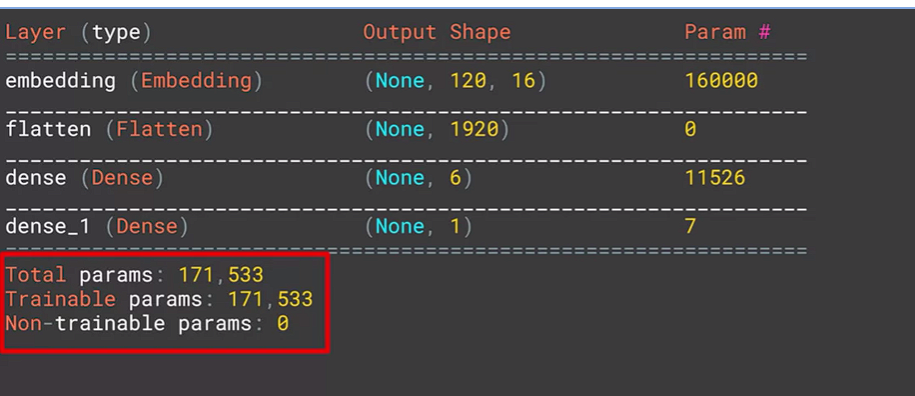 Layer (type) Output Shape Param #
=================================================================
embedding (Embedding) (None, 120, 16) 160000
_________________________________________________________________
flatten (Flatten) (None, 1920) 0
_________________________________________________________________
dense (Dense) (None, 6) 11526
_________________________________________________________________
dense_1 (Dense) (None, 1) 7
=================================================================
Total params: 171,533
Trainable params: 171,533
Non-trainable params: 0